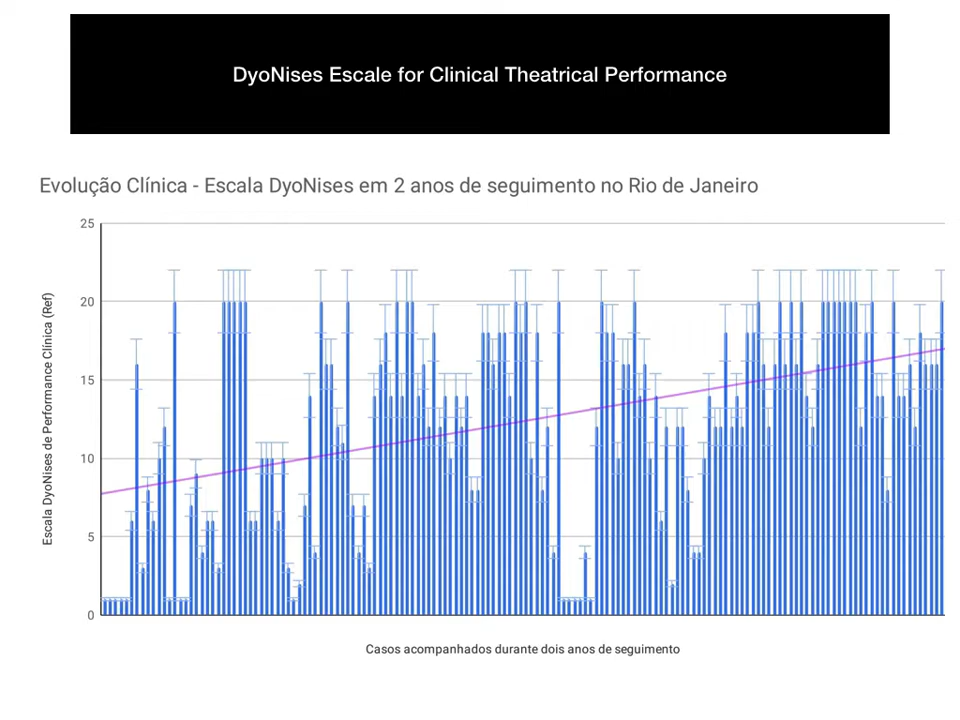 DyoNises Escale for Clinical Theatrical Performance
Evolução Clínica - Escala DyoNises em 2 anos de seguimento no Rio de Janeiro
Escala DyoNises de Performance Clínica (Ref)
25
20
15
10
5
0
Casos acompanhados durante dois anos de seguimento